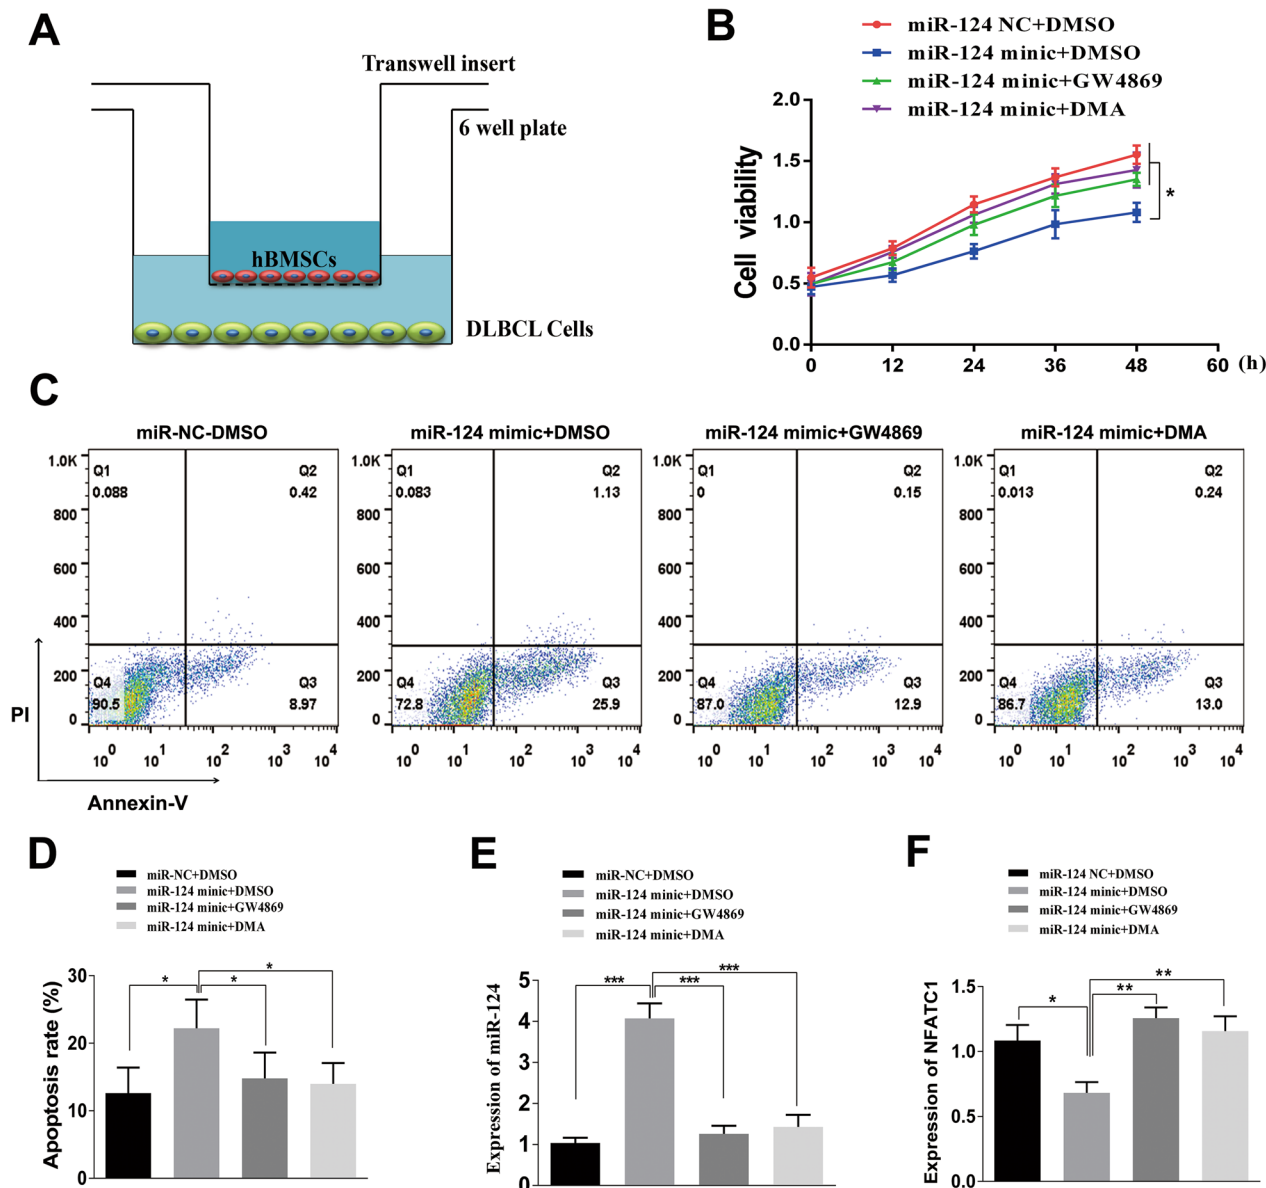 A
Transwell insert
6 well plate
hBMSCs
DLBCL Cells
B
miR-124 NC+DMSO
miR-124 minic+DMSO
miR-124 minic+GW4869
miR-124 minic+DMA
Cell viability
2.0
1.5
1.0
0.5
0.0
*
0 12 24 36 48 60 (h)
C
miR-NC-DMSO
1.0K
800
600
400
200
0
Q1
0.088
Q2
0.42
Q4
90.5
Q3
8.97
10^0 10^1 10^2 10^3 10^4
PI
Annexin-V
miR-124 mimic+DMSO
1.0K
800
600
400
200
0
Q1
0.083
Q2
1.13
Q4
72.8
Q3
25.9
10^0 10^1 10^2 10^3 10^4
miR-124 mimic+GW4869
1.0K
800
600
400
200
0
Q1
0
Q2
0.15
Q4
87.0
Q3
12.9
10^0 10^1 10^2 10^3 10^4
miR-124 mimic+DMA
1.0K
800
600
400
200
0
Q1
0.013
Q2
0.24
Q4
86.7
Q3
13.0
10^0 10^1 10^2 10^3 10^4
D
miR-NC+DMSO
miR-124 minic+DMSO
miR-124 minic+GW4869
miR-124 minic+DMA
Apoptosis rate (%)
30
20
10
0
* * *
E
miR-NC+DMSO
miR-124 minic+DMSO
miR-124 minic+GW4869
miR-124 minic+DMA
Expression of miR-124
5
4
3
2
1
0
*** *** ***
F
miR-124 NC+DMSO
miR-124 minic+DMSO
miR-124 minic+GW4869
miR-124 minic+DMA
Expression of NFATC1
1.5
1.0
0.5
0.0
* ** **